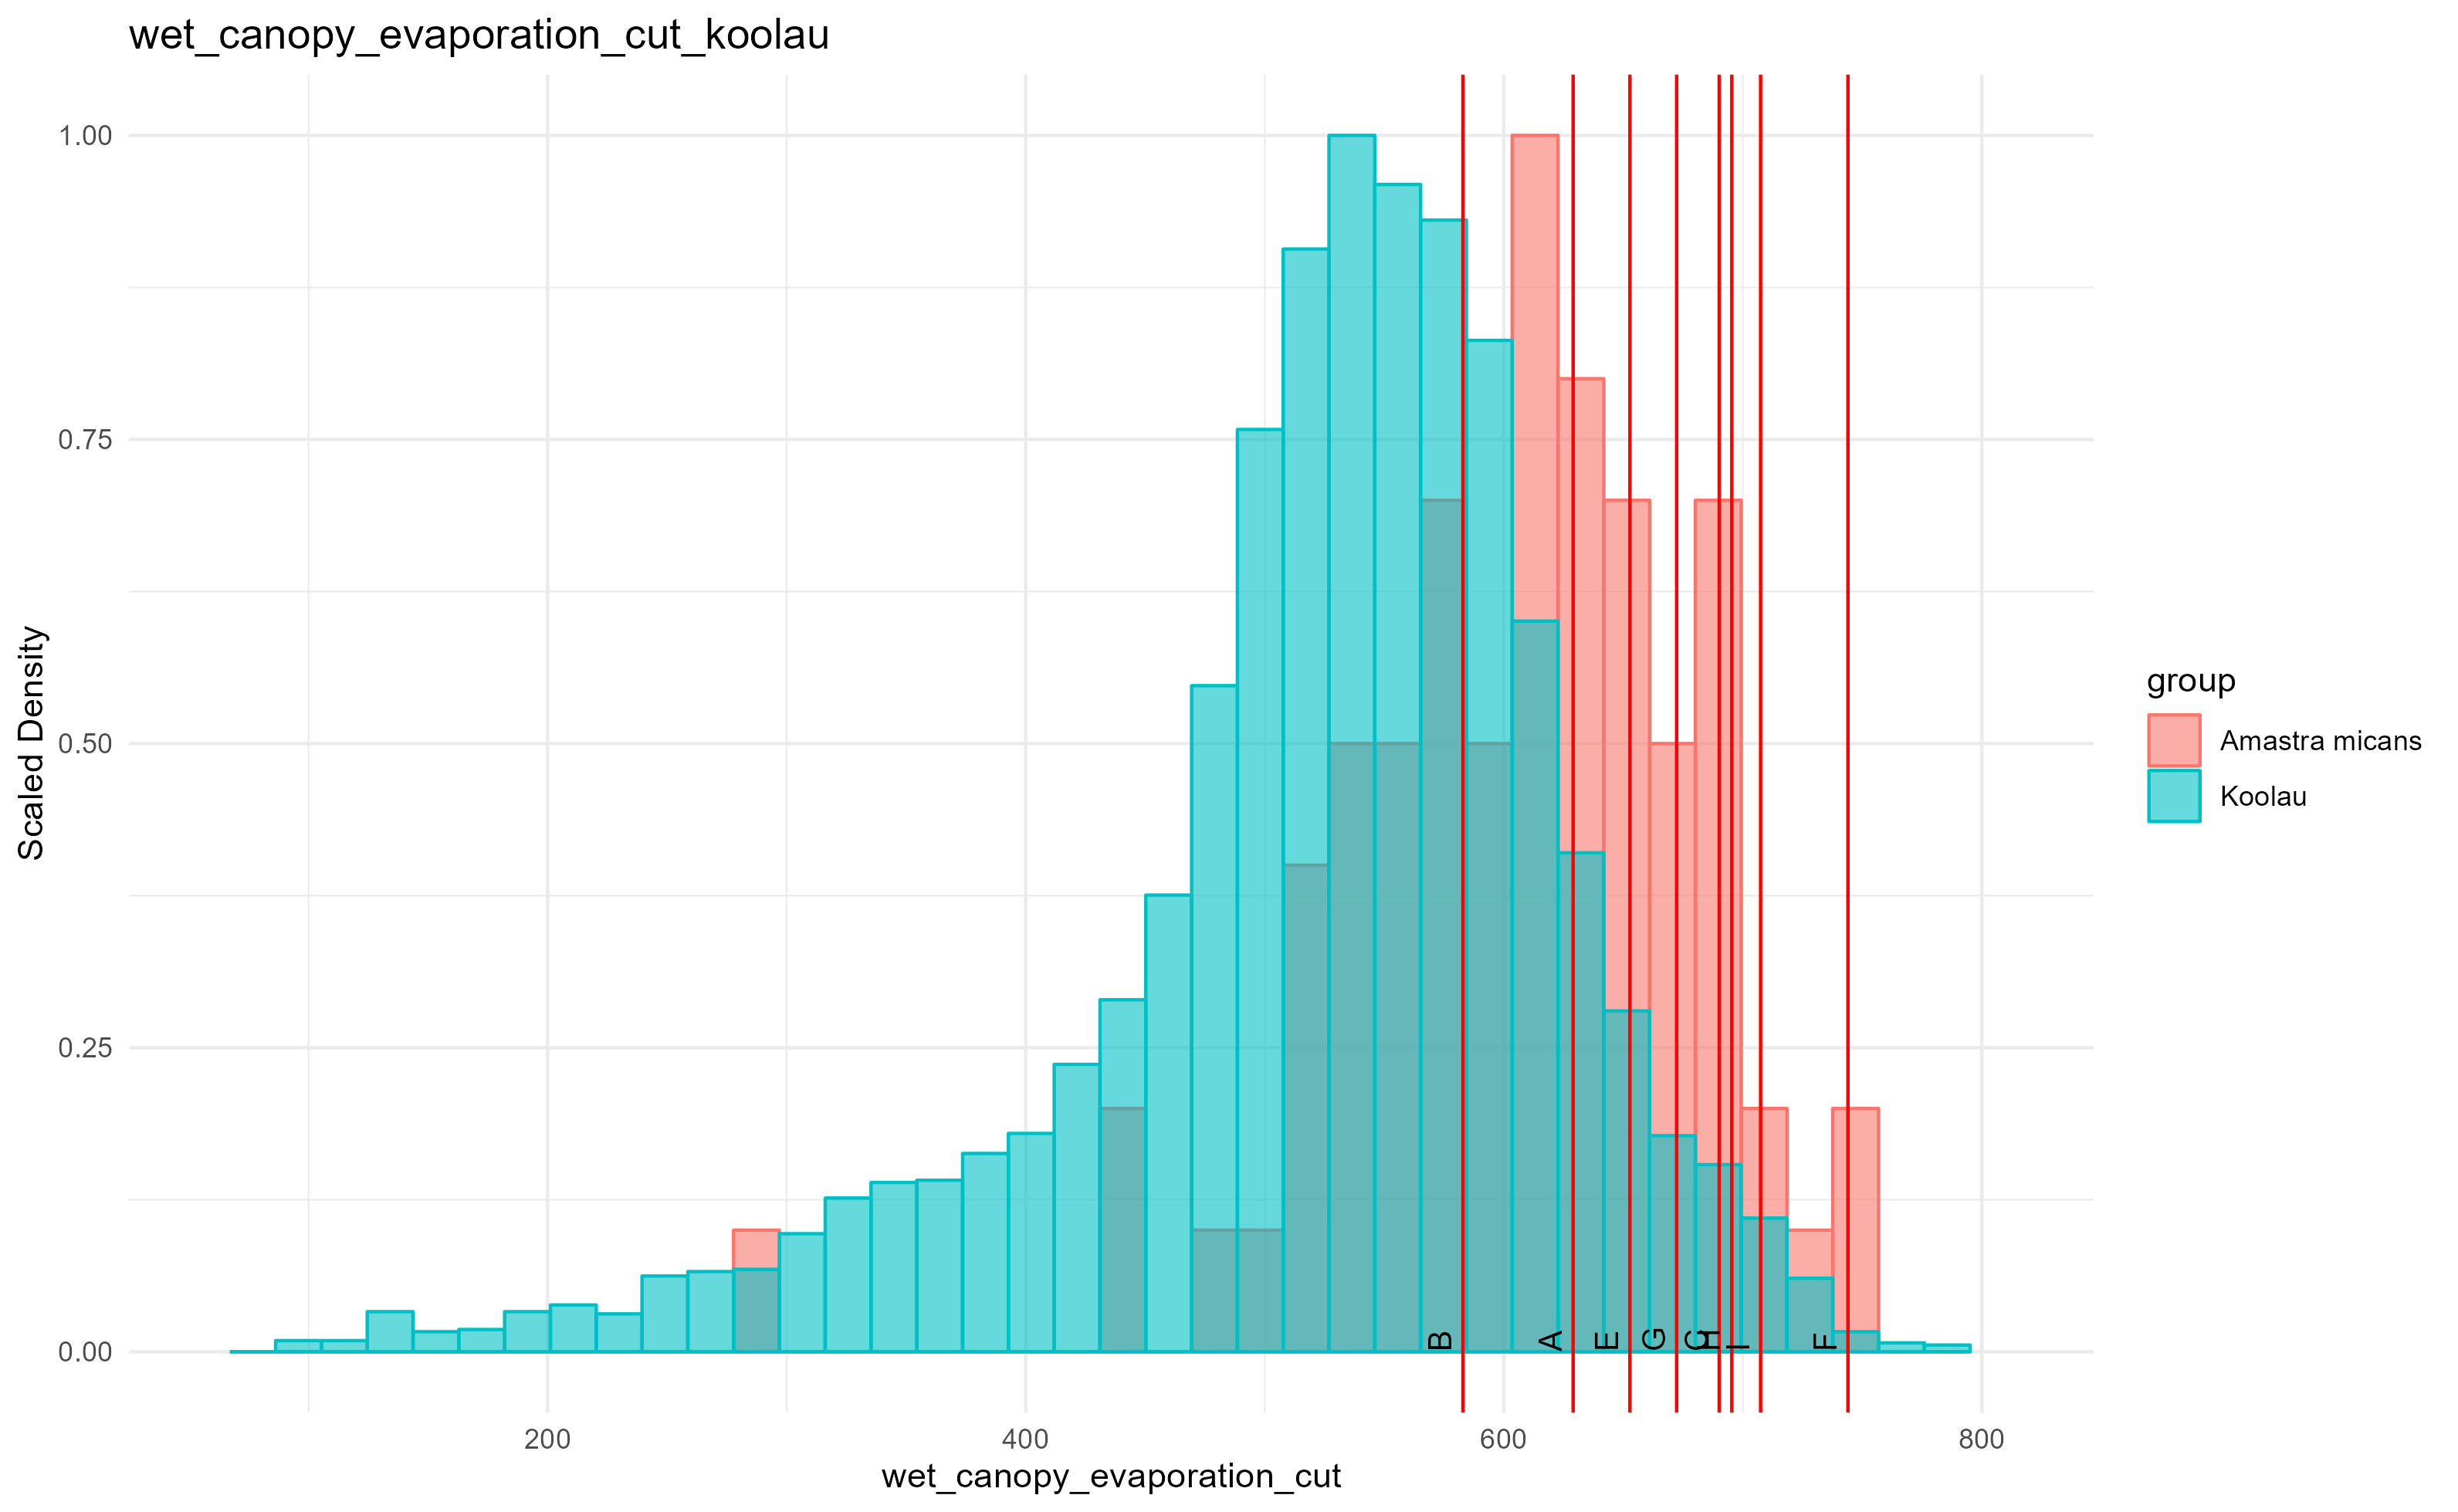 wet_canopy_evaporation_cut_koolau
Scaled Density
1.00
0.75
0.50
0.25
0.00
B
A
E
G
C
H
I
F
200
400
600
800
wet_canopy_evaporation_cut
group
Amastra micans
Koolau